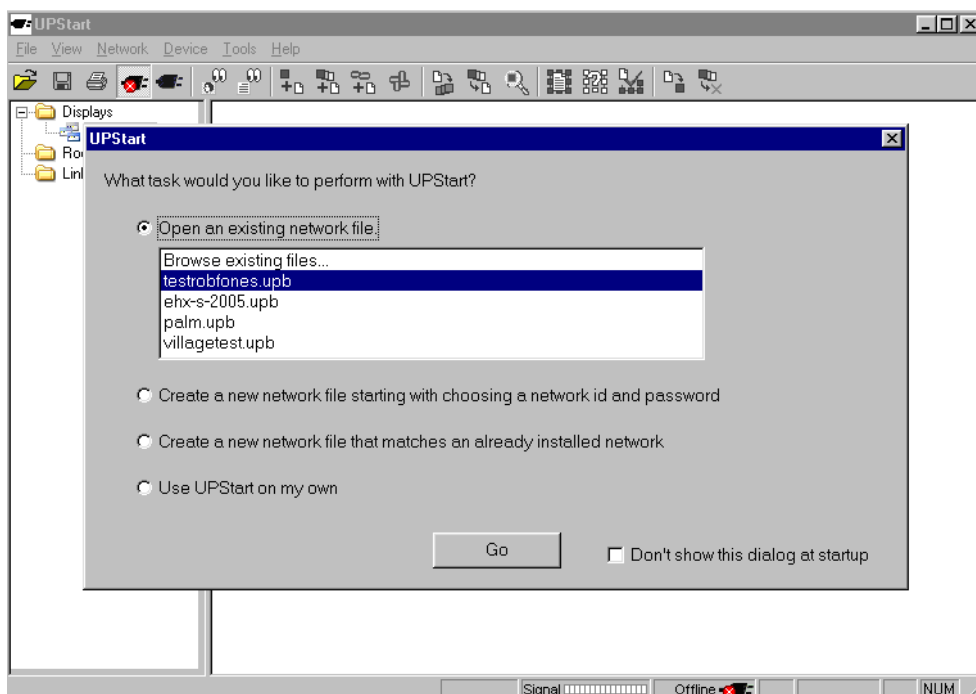 UPStart
File View Network Device Tools Help
Displays
UPStart
What task would you like to perform with UPStart?
Open an existing network file.
Browse existing files...
testrobfones.upb
ehx-s-2005.upb
palm.upb
villagetest.upb
Create a new network file starting with choosing a network id and password
Create a new network file that matches an already installed network
Use UPStart on my own
Go
Don't show this dialog at startup
Signal
Offline
NUM